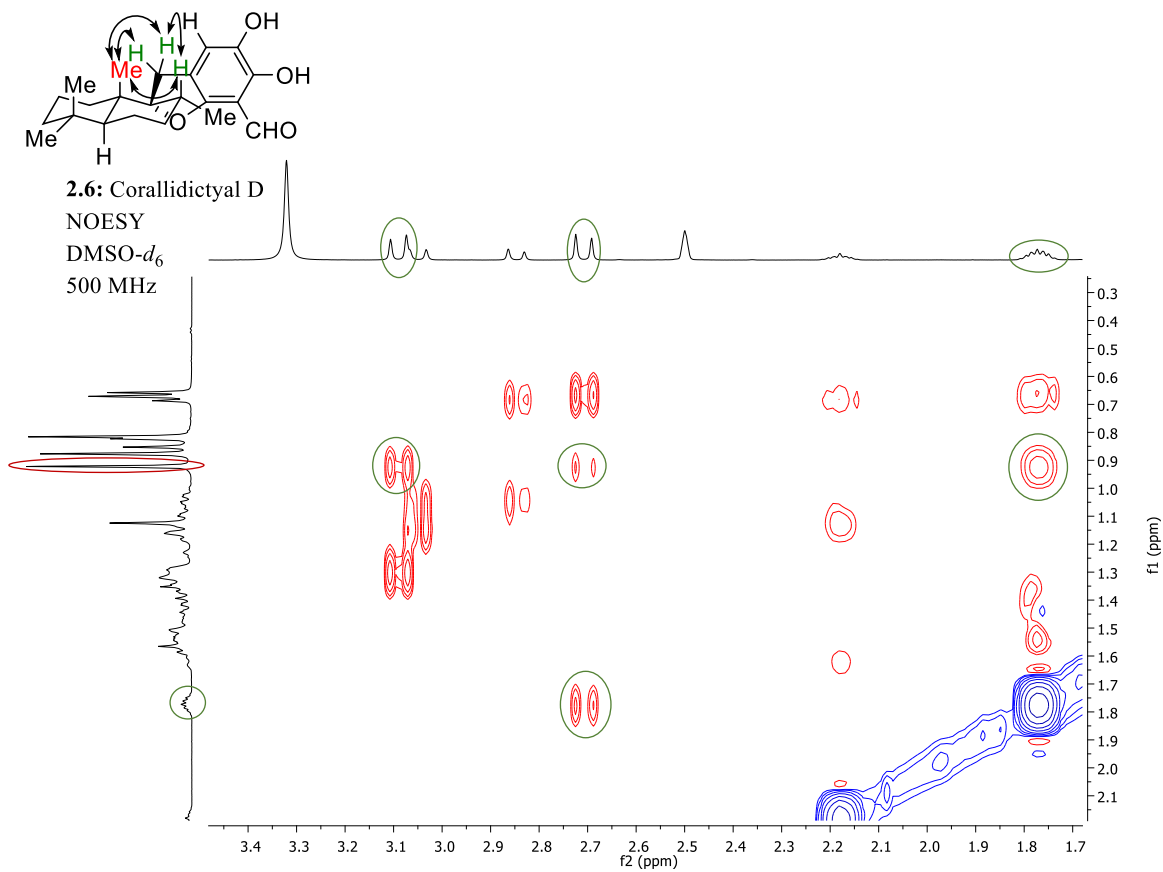 H OH
H
H H
Me OH
Me
O Me
Me CHO
H
2.6: Corallidictyal D
NOESY
DMSO-d6
500 MHz
0.3
0.4
0.5
0.6
0.7
0.8
0.9
1.0
1.1
1.2
1.3
1.4
1.5
1.6
1.7
1.8
1.9
2.0
2.1
f1 (ppm)
3.4 3.3 3.2 3.1 3.0 2.9 2.8 2.7 2.6 2.5 2.4 2.3 2.2 2.1 2.0 1.9 1.8 1.7
f2 (ppm)